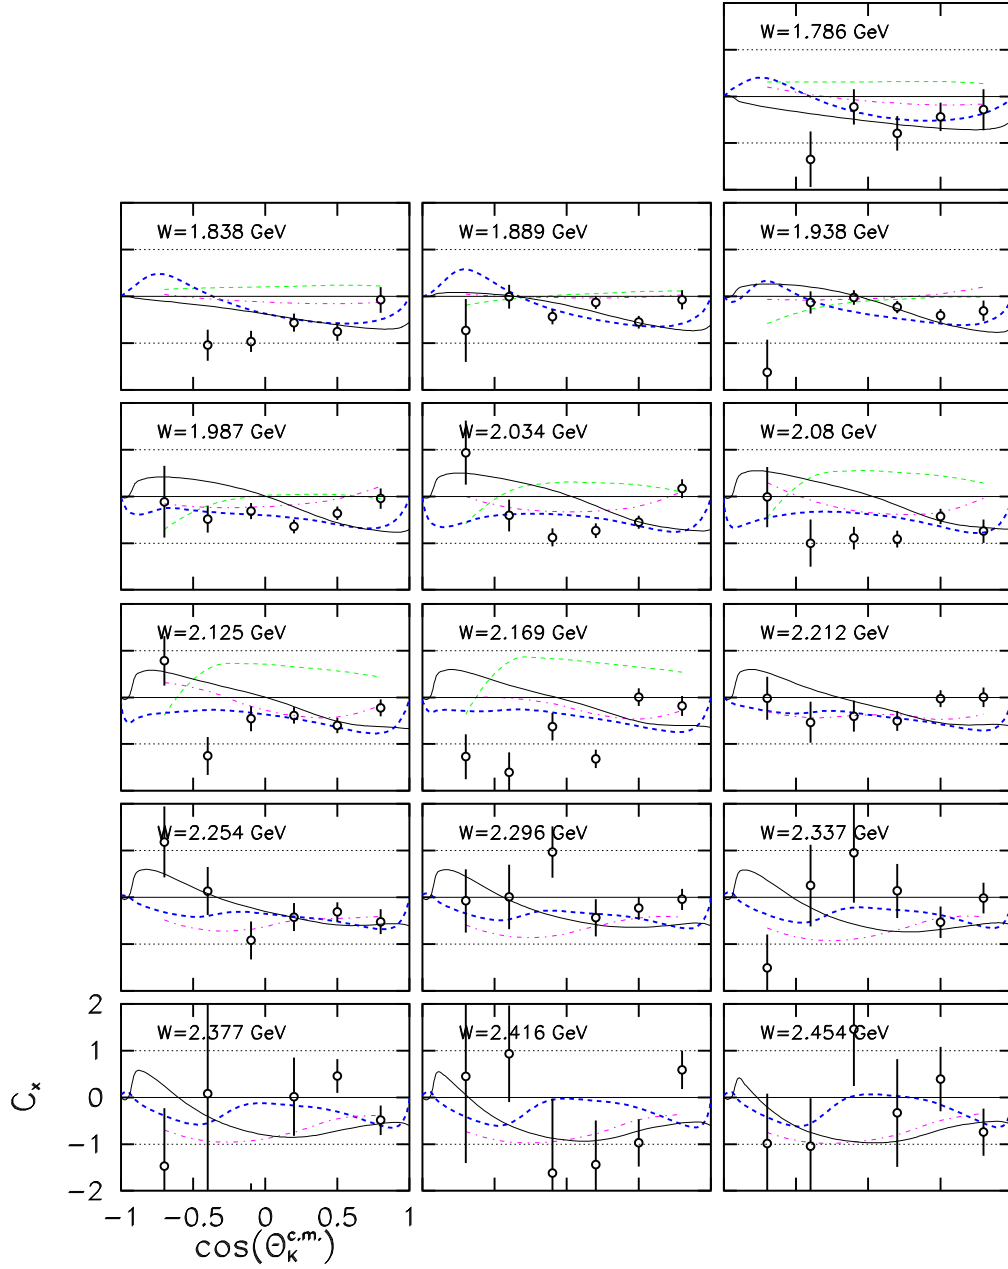 W=1.786 GeV
W=1.838 GeV
W=1.889 GeV
W=1.938 GeV
W=1.987 GeV
W=2.034 GeV
W=2.08 GeV
W=2.125 GeV
W=2.169 GeV
W=2.212 GeV
W=2.254 GeV
W=2.296 GeV
W=2.337 GeV
W=2.377 GeV
W=2.416 GeV
W=2.454 GeV
2
1
0
−1
−2
C_x
−1 −0.5 0 0.5 1
cos(Θ_K^{c.m.})